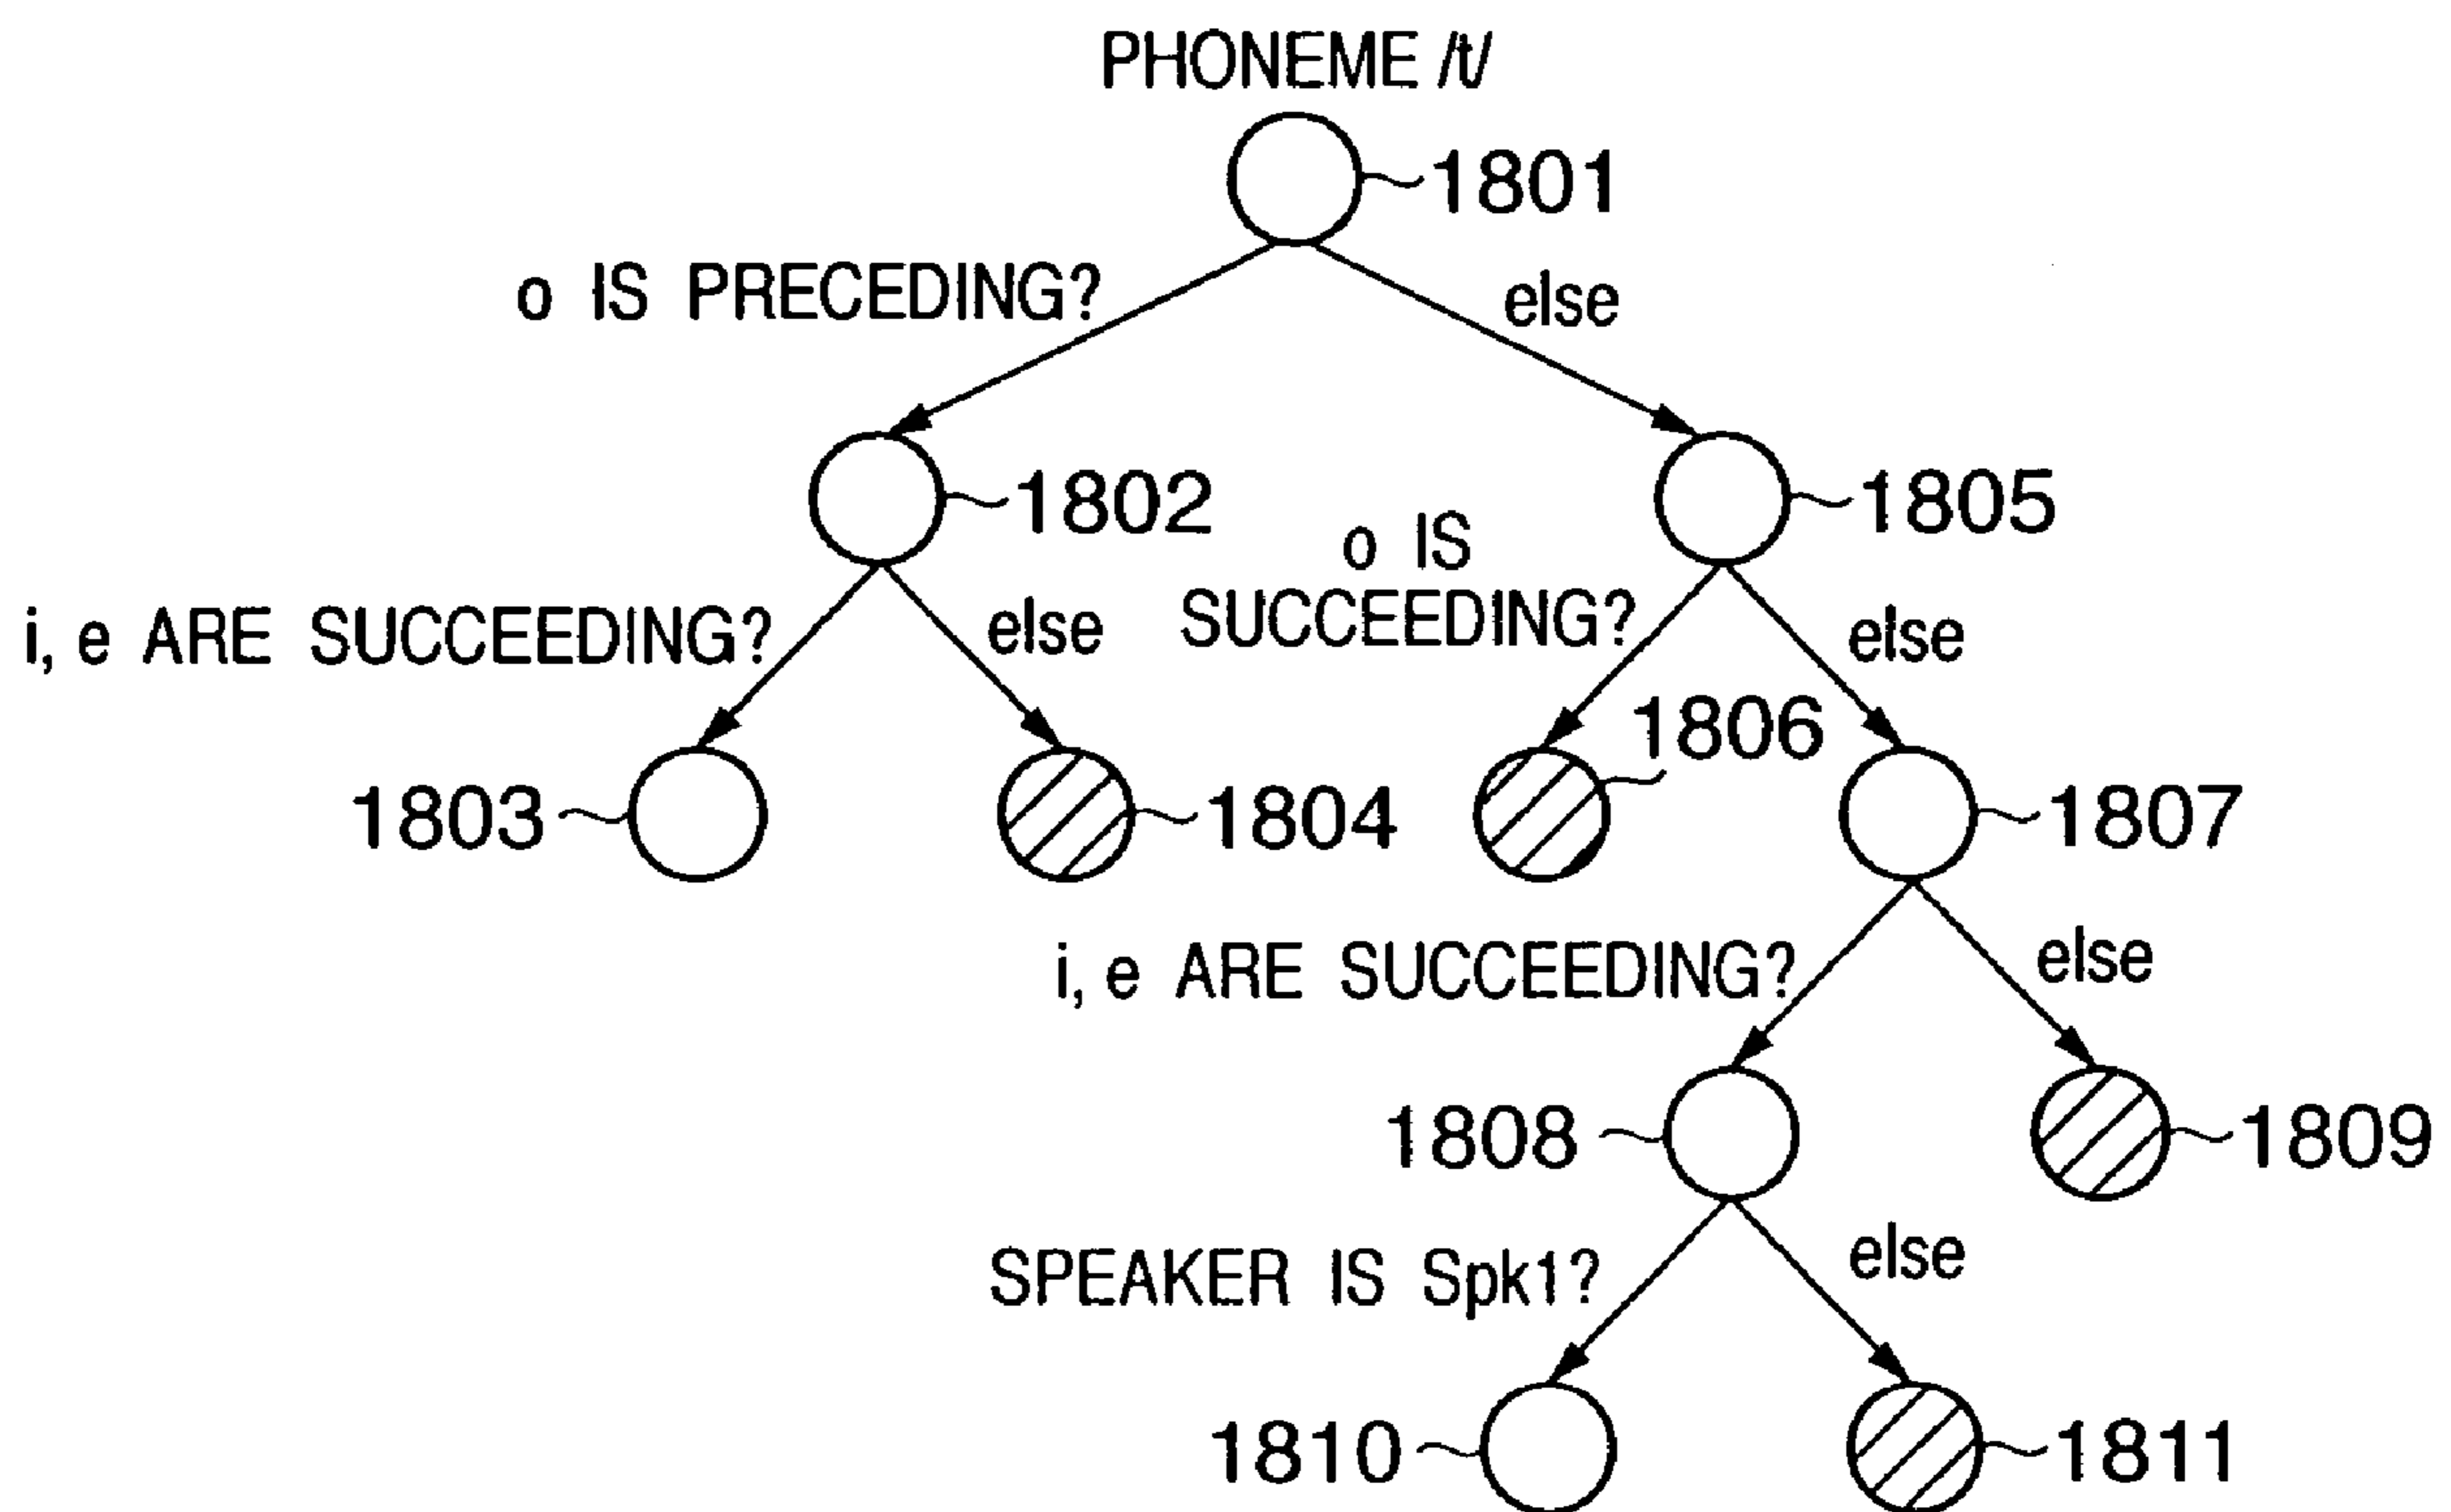 PHONEME /t/
1801
o IS PRECEDING?
else
1802
1805
o IS
SUCCEEDING?
i, e ARE SUCCEEDING?
else
else
1806
1803
1804
1807
i, e ARE SUCCEEDING?
else
1808
1809
SPEAKER IS Spk1?
else
1810
1811